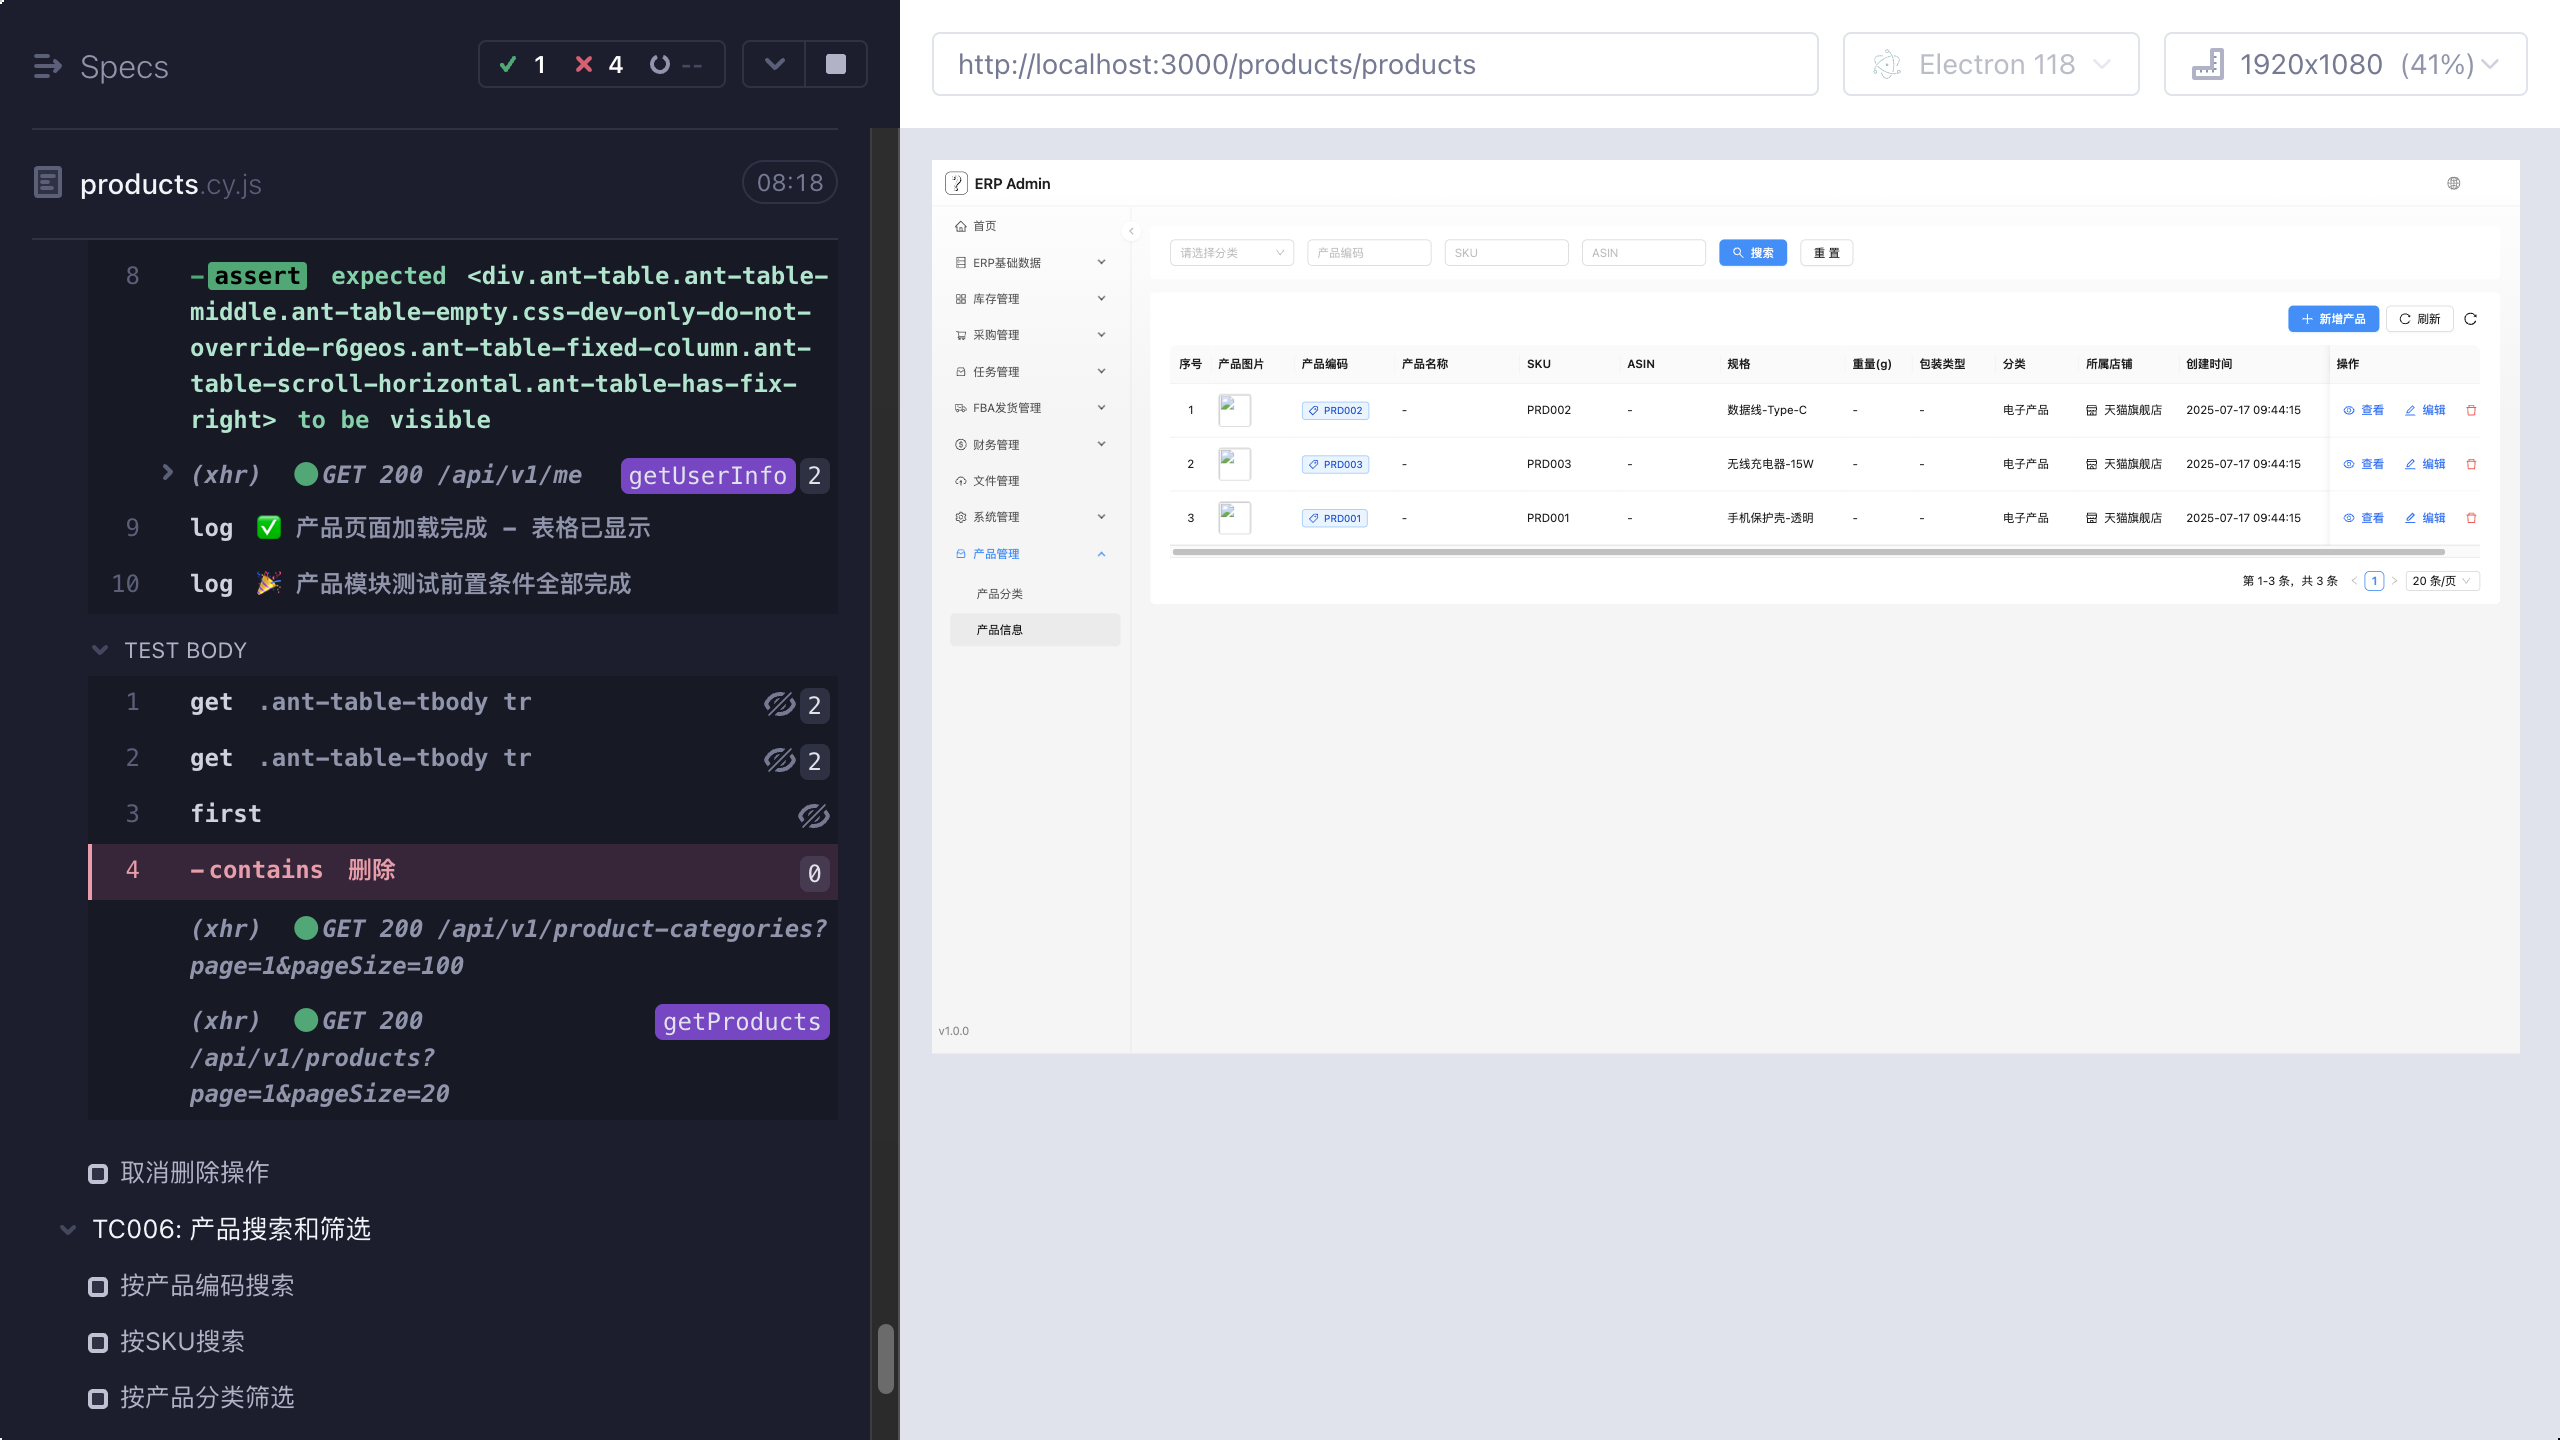 Specs
1 4 --
products.cy.js 08:18
8 -assert expected <div.ant-table.ant-table-
middle.ant-table-empty.css-dev-only-do-not-
override-r6geos.ant-table-fixed-column.ant-
table-scroll-horizontal.ant-table-has-fix-
right> to be visible
(xhr) GET 200 /api/v1/me getUserInfo 2
9 log ✅ 产品页面加载完成 - 表格已显示
10 log 🎉 产品模块测试前置条件全部完成
TEST BODY
1 get .ant-table-tbody tr 2
2 get .ant-table-tbody tr 2
3 first
4 -contains 删除 0
(xhr) GET 200 /api/v1/product-categories?
page=1&pageSize=100
(xhr) GET 200 getProducts
/api/v1/products?
page=1&pageSize=20
取消删除操作
TC006: 产品搜索和筛选
按产品编码搜索
按SKU搜索
按产品分类筛选
http://localhost:3000/products/products
Electron 118
1920x1080 (41%)
ERP Admin
首页
ERP基础数据
库存管理
采购管理
任务管理
FBA发货管理
财务管理
文件管理
系统管理
产品管理
产品分类
产品信息
v1.0.0
请选择分类 产品编码 SKU ASIN 搜索 重 置
新增产品 刷新
序号 产品图片 产品编码 产品名称 SKU ASIN 规格 重量(g) 包装类型 分类 所属店铺 创建时间 操作
1 PRD002 - PRD002 - 数据线-Type-C - - 电子产品 天猫旗舰店 2025-07-17 09:44:15 查看 编辑
2 PRD003 - PRD003 - 无线充电器-15W - - 电子产品 天猫旗舰店 2025-07-17 09:44:15 查看 编辑
3 PRD001 - PRD001 - 手机保护壳-透明 - - 电子产品 天猫旗舰店 2025-07-17 09:44:15 查看 编辑
第 1-3 条，共 3 条 < 1 > 20 条/页